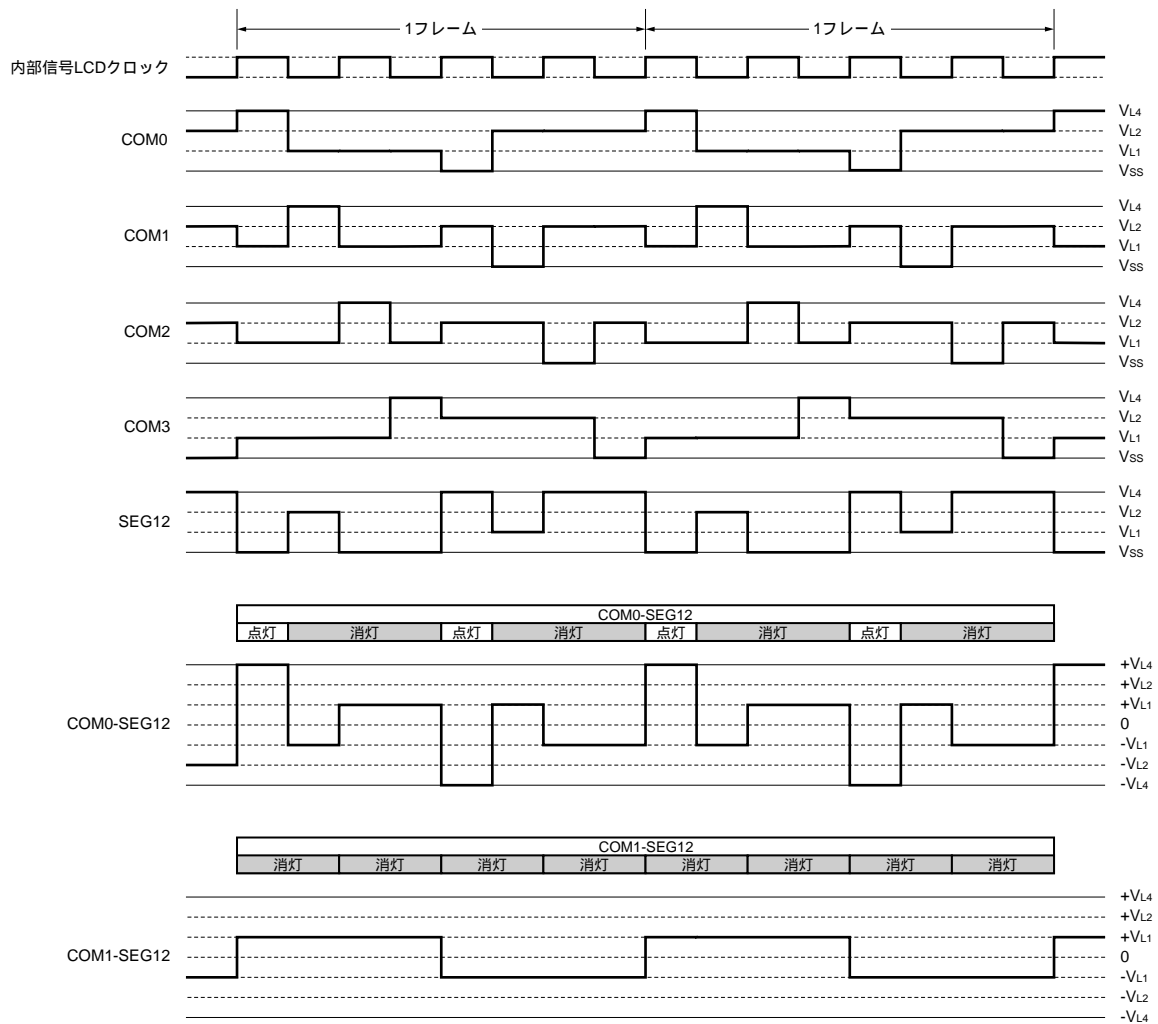 1フレーム 1フレーム
内部信号LCDクロック
COM0
VL4
VL2
VL1
VSS
COM1
VL4
VL2
VL1
VSS
COM2
VL4
VL2
VL1
VSS
COM3
VL4
VL2
VL1
VSS
SEG12
VL4
VL2
VL1
VSS
COM0-SEG12
点灯 消灯 点灯 消灯 点灯 消灯 点灯 消灯
COM0-SEG12
+VL4
+VL2
+VL1
0
-VL1
-VL2
-VL4
COM1-SEG12
消灯 消灯 消灯 消灯 消灯 消灯 消灯 消灯
COM1-SEG12
+VL4
+VL2
+VL1
0
-VL1
-VL2
-VL4